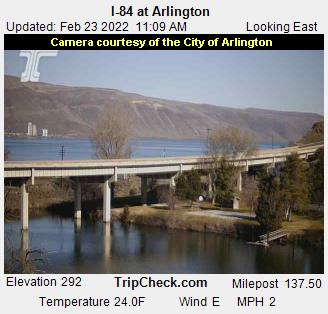 I-84 at Arlington
Updated: Feb 23 2022 11:09 AM Looking East
Camera courtesy of the City of Arlington
Elevation 292 TripCheck.com Milepost 137.50
Temperature 24.0F Wind E MPH 2